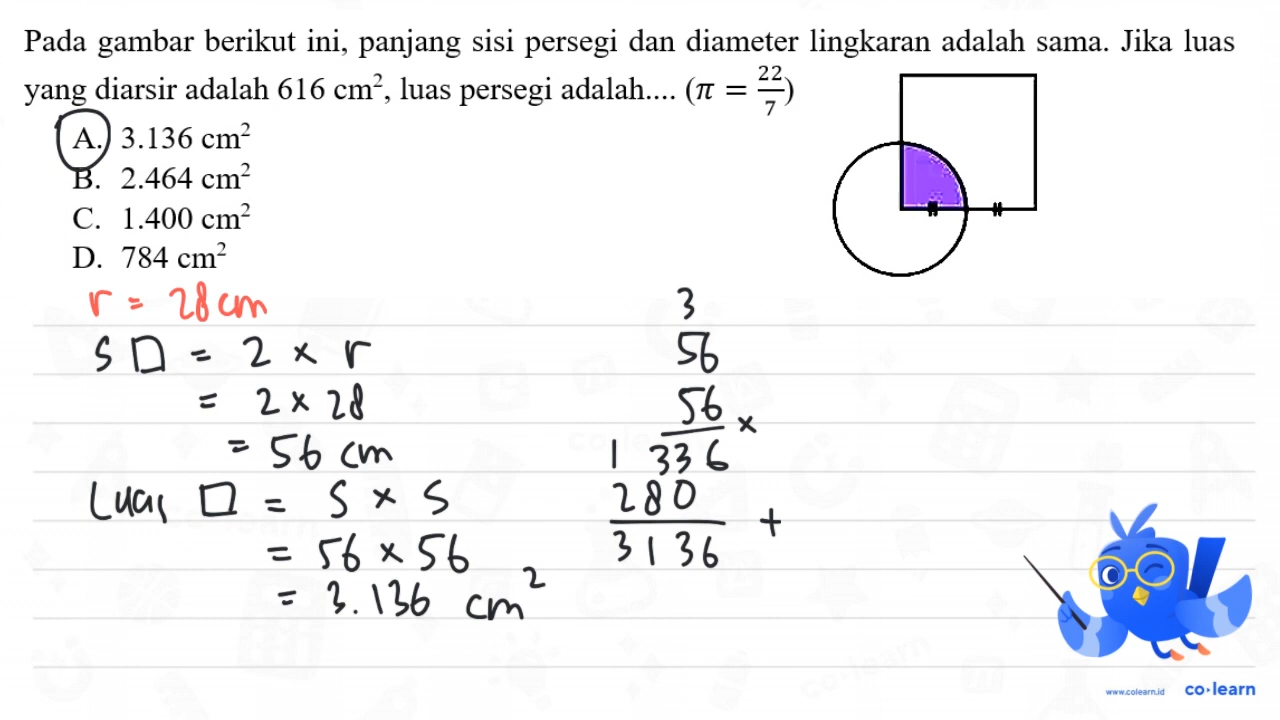 Pada gambar berikut ini, panjang sisi persegi dan diameter lingkaran adalah sama. Jika luas
yang diarsir adalah 616 cm², luas persegi adalah.... (π = 22/7)
A. 3.136 cm²
B. 2.464 cm²
C. 1.400 cm²
D. 784 cm²
r = 28 cm
S □ = 2 × r
= 2 × 28
= 56 cm
Luas □ = S × S
= 56 × 56
= 3.136 cm²
3
56
56 ×
1 336
280 +
3136
www.colearn.id co·learn